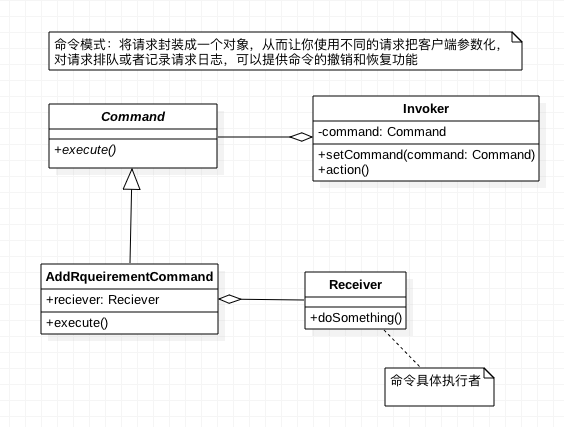 命令模式：将请求封装成一个对象，从而让你使用不同的请求把客户端参数化，
对请求排队或者记录请求日志，可以提供命令的撤销和恢复功能
Command
+execute()
Invoker
-command: Command
+setCommand(command: Command)
+action()
AddRqueirementCommand
+reciever: Reciever
+execute()
Receiver
+doSomething()
命令具体执行者